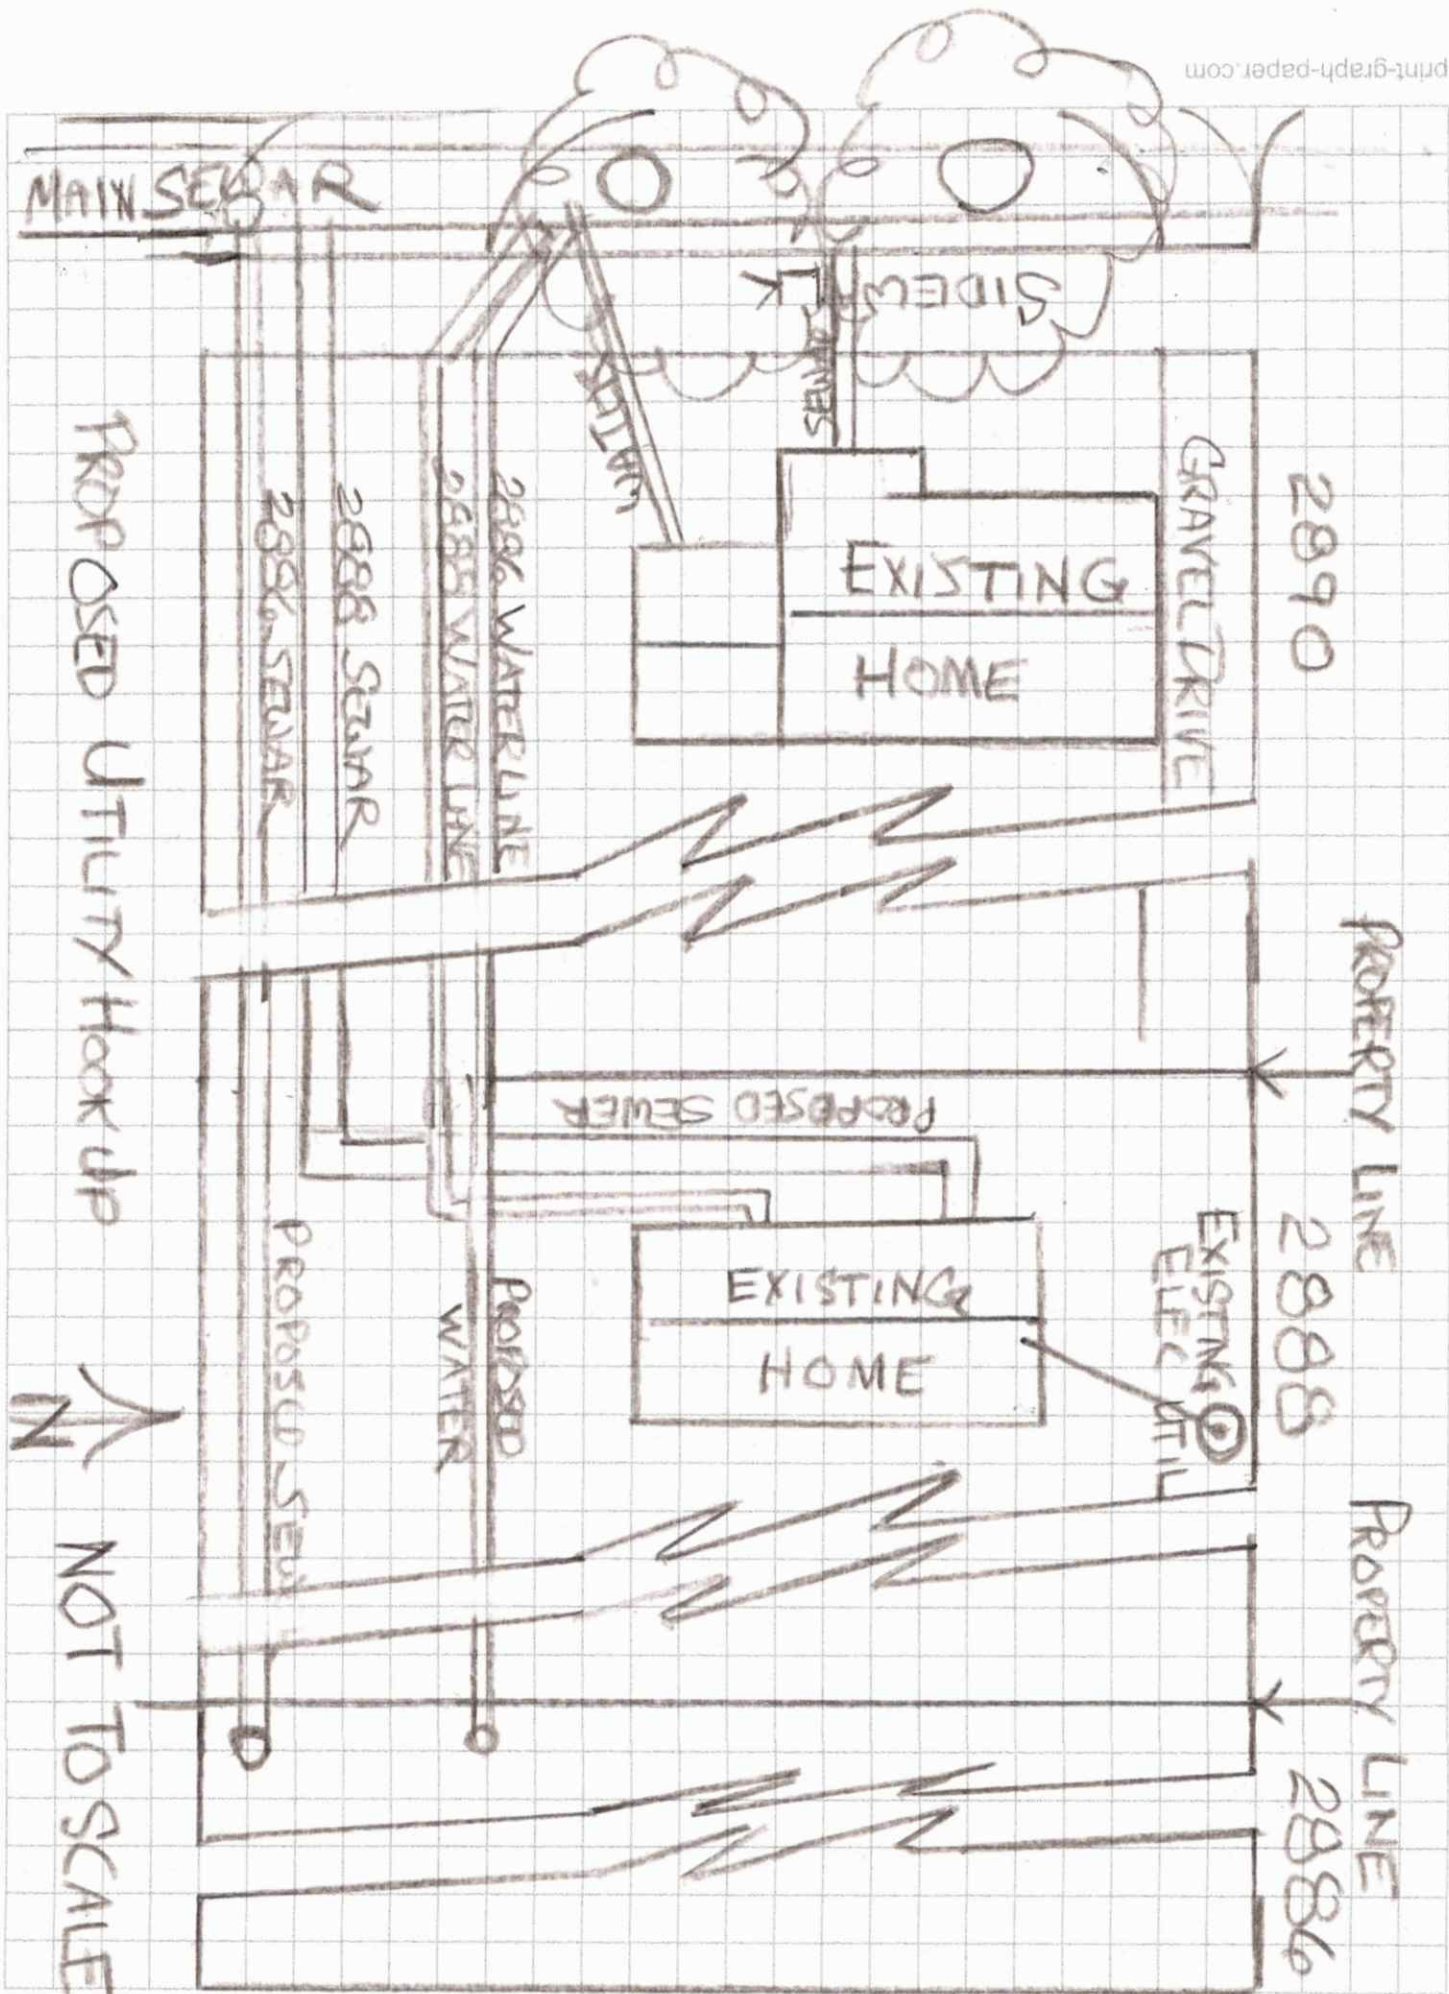 print-graph-paper.com
MAIN SEWAR
SIDEWALK
WATER
SEWER
2890
GRAVEL DRIVE
EXISTING
HOME
2886 WATER LINE
2888 WATER LINE
2888 SEWAR
2886 SEWAR
PROPERTY LINE
2888
PROPOSED SEWER
EXISTING
HOME
EXISTING
ELEC UTIL
PROPOSED
WATER
PROPOSED SEW
PROPERTY LINE
2886
PROPOSED UTILITY HOOK UP
N
NOT TO SCALE